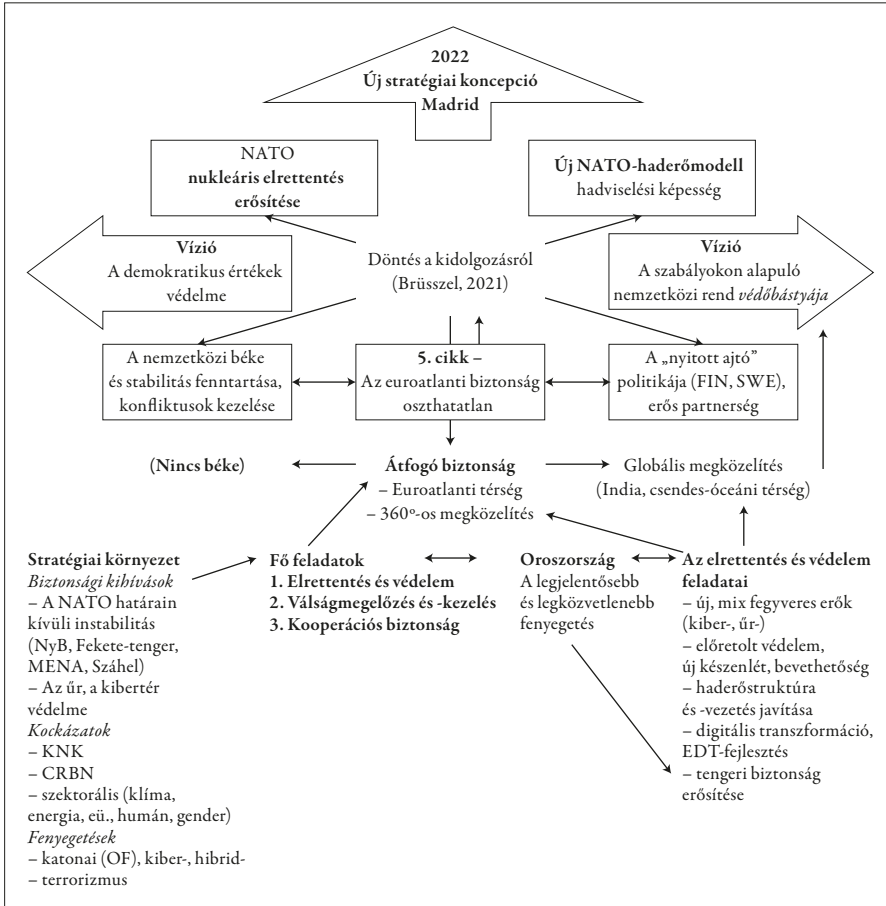 2022
Új stratégiai koncepció
Madrid
NATO
nukleáris elrettentés
erősítése
Új NATO-haderőmodell
hadviselési képesség
Vízió
A demokratikus értékek
védelme
Döntés a kidolgozásról
(Brüsszel, 2021)
Vízió
A szabályokon alapuló
nemzetközi rend védőbástyája
A nemzetközi béke
és stabilitás fenntartása,
konfliktusok kezelése
5. cikk –
Az euroatlanti biztonság
oszthatatlan
A „nyitott ajtó”
politikája (FIN, SWE),
erős partnerség
(Nincs béke)
Átfogó biztonság
– Euroatlanti térség
– 360º-os megközelítés
Globális megközelítés
(India, csendes-óceáni térség)
Stratégiai környezet
Biztonsági kihívások
– A NATO határain
kívüli instabilitás
(NyB, Fekete-tenger,
MENA, Száhel)
– Az űr, a kibertér
védelme
Kockázatok
– KNK
– CRBN
– szektorális (klíma,
energia, eü., humán, gender)
Fenyegetések
– katonai (OF), kiber-, hibrid-
– terrorizmus
Fő feladatok
1. Elrettentés és védelem
2. Válságmegelőzés és -kezelés
3. Kooperációs biztonság
Oroszország
A legjelentősebb
és legközvetlenebb
fenyegetés
Az elrettentés és védelem
feladatai
– új, mix fegyveres erők
(kiber-, űr-)
– előretolt védelem,
új készenlét, bevethetőség
– haderőstruktúra
és -vezetés javítása
– digitális transzformáció,
EDT-fejlesztés
– tengeri biztonság
erősítése